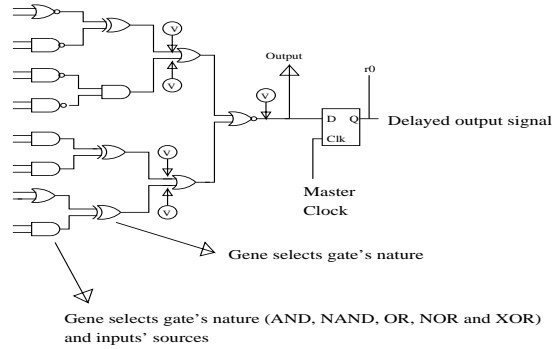 V
Output
r0
V
V
D Q
Delayed output signal
Clk
V
Master
Clock
V
Gene selects gate's nature
Gene selects gate's nature (AND, NAND, OR, NOR and XOR)
and inputs' sources